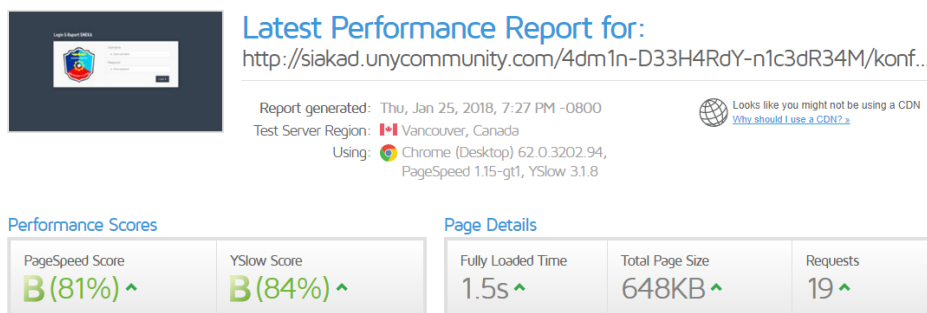 Login E-Raport SMEKA
Latest Performance Report for:
http://siakad.unycommunity.com/4dm1n-D33H4RdY-n1c3dR34M/konf...
Report generated: Thu, Jan 25, 2018, 7:27 PM -0800
Test Server Region: Vancouver, Canada
Using: Chrome (Desktop) 62.0.3202.94,
PageSpeed 1.15-gt1, YSlow 3.1.8
Looks like you might not be using a CDN
Why should I use a CDN? »
Performance Scores
PageSpeed Score
B (81%)
YSlow Score
B (84%)
Page Details
Fully Loaded Time
1.5s
Total Page Size
648KB
Requests
19